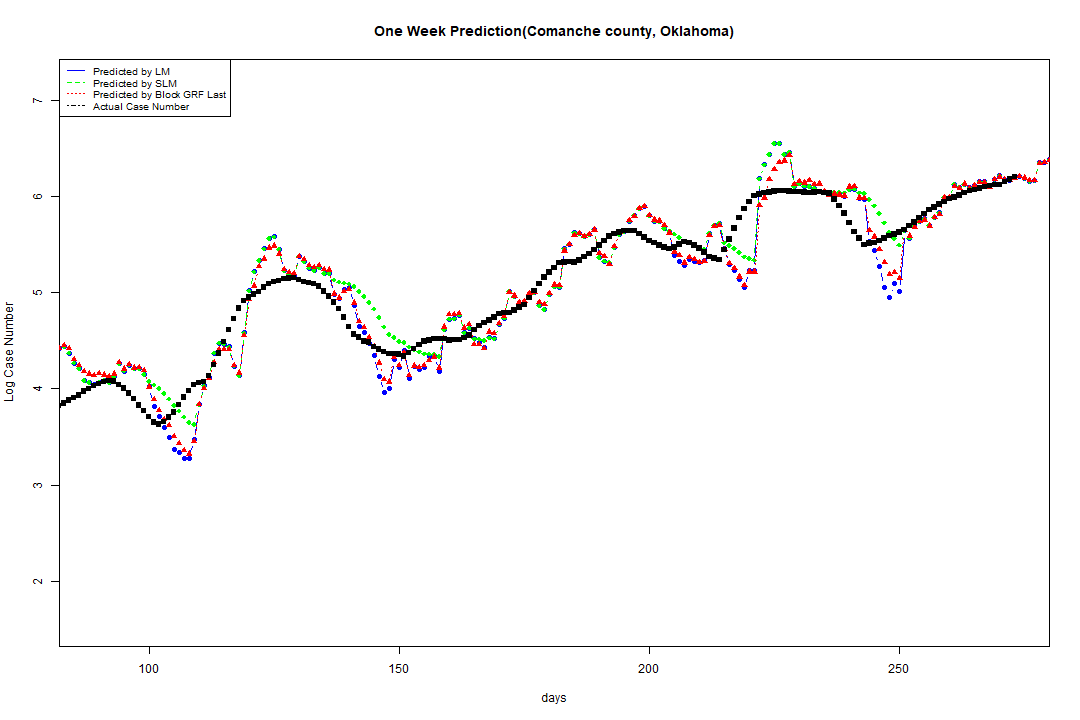 One Week Prediction(Comanche county, Oklahoma)
Predicted by LM
Predicted by SLM
Predicted by Block GRF Last
Actual Case Number
7
6
5
4
3
2
Log Case Number
100 150 200 250
days